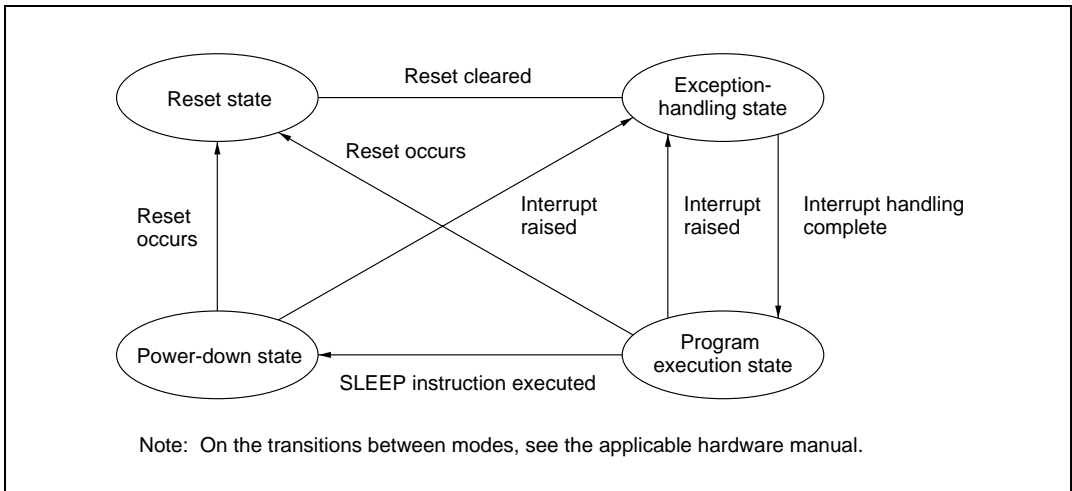 Reset state
Reset cleared
Exception-
handling state
Reset occurs
Reset
occurs
Interrupt
raised
Interrupt
raised
Interrupt handling
complete
Power-down state
SLEEP instruction executed
Program
execution state
Note: On the transitions between modes, see the applicable hardware manual.